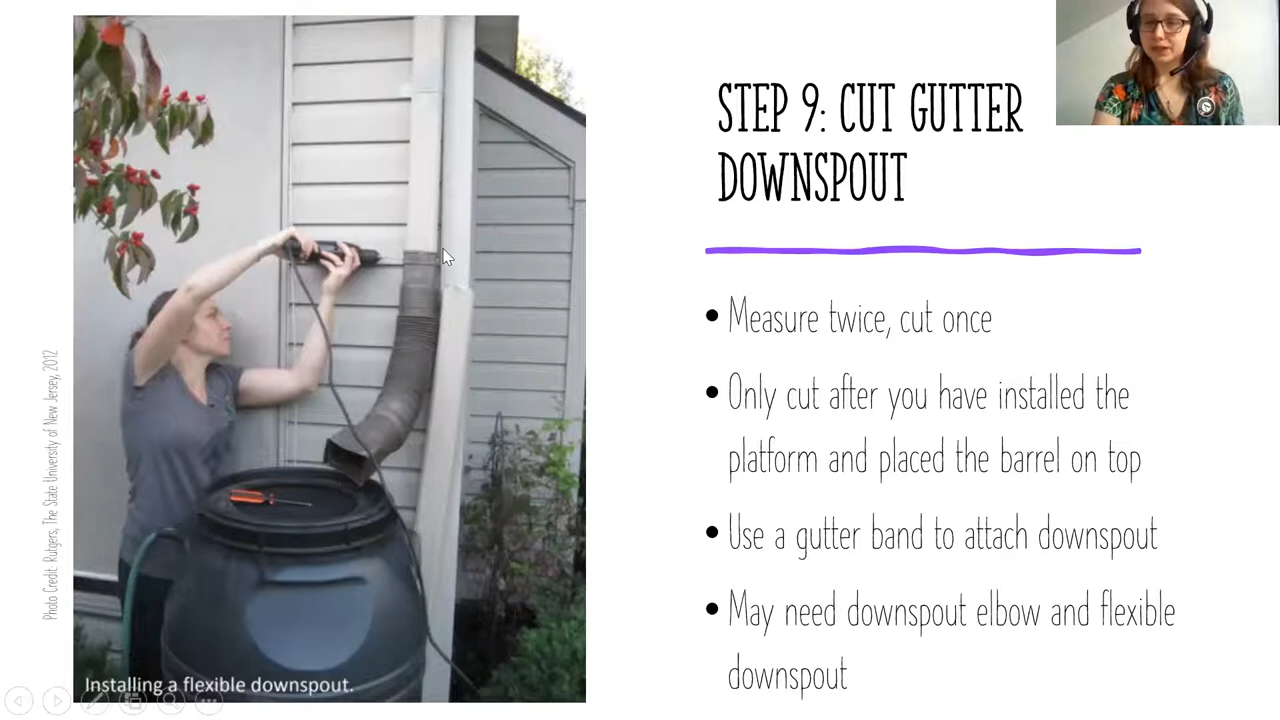 STEP 9: CUT GUTTER
DOWNSPOUT
• Measure twice, cut once
• Only cut after you have installed the
platform and placed the barrel on top
• Use a gutter band to attach downspout
• May need downspout elbow and flexible
downspout
Photo Credit: Rutgers, The State University of New Jersey, 2012
Installing a flexible downspout.